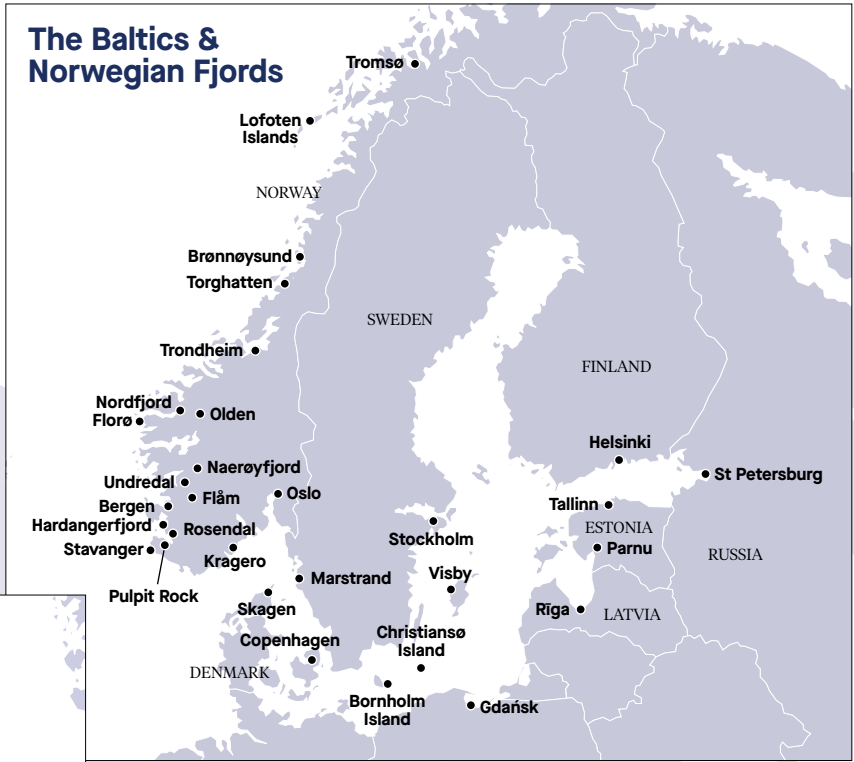 The Baltics &
Norwegian Fjords
Tromsø
Lofoten
Islands
NORWAY
Brønnøysund
Torghatten
SWEDEN
Trondheim
FINLAND
Nordfjord
Florø
Olden
Helsinki
Naerøyfjord
St Petersburg
Undredal
Flåm
Oslo
Bergen
Tallinn
Hardangerfjord
Rosendal
Stockholm
ESTONIA
Stavanger
Kragero
Parnu
RUSSIA
Pulpit Rock
Marstrand
Visby
Skagen
Rīga
LATVIA
Copenhagen
Christiansø
Island
DENMARK
Bornholm
Island
Gdańsk